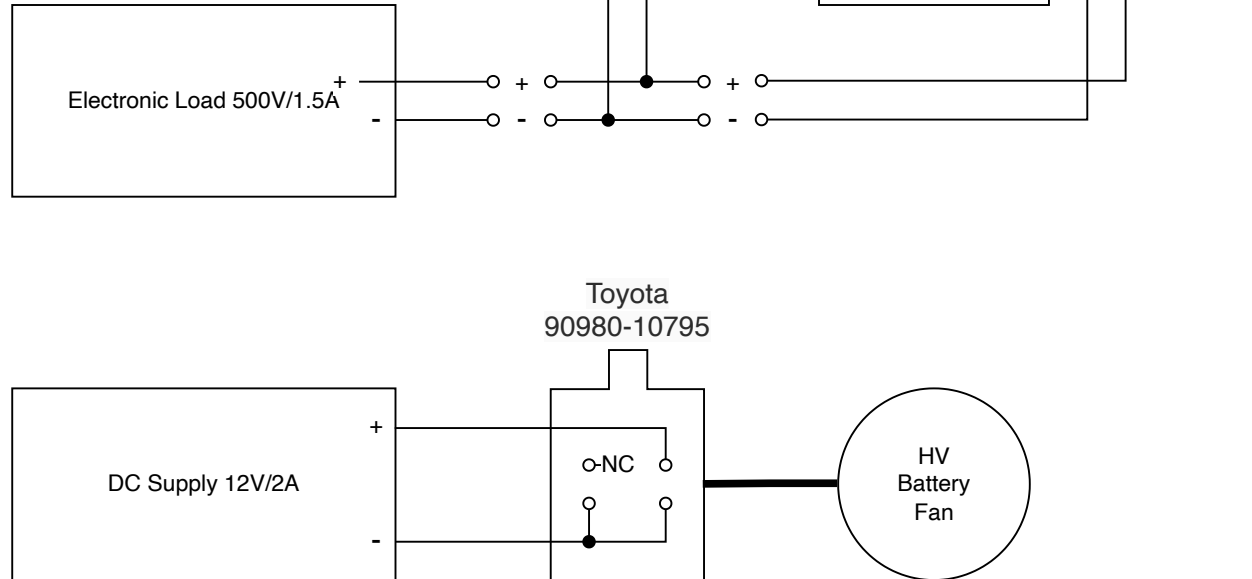 + + +
Electronic Load 500V/1.5A
- - -
Toyota
90980-10795
+
NC
DC Supply 12V/2A
HV
Battery
Fan
-